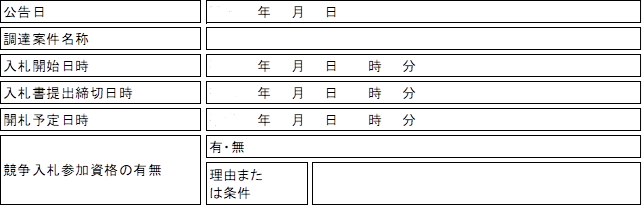 公告日 年 月 日
調達案件名称
入札開始日時 年 月 日 時 分
入札書提出締切日時 年 月 日 時 分
開札予定日時 年 月 日 時 分
競争入札参加資格の有無
有・無
理由また
は条件